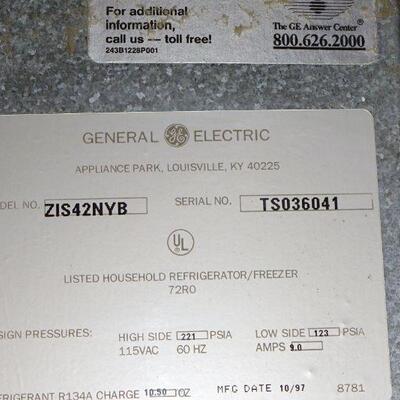 For additional
information,
call us — toll free!
243B1228P001
The GE Answer Center®
800.626.2000
GENERAL GE ELECTRIC
APPLIANCE PARK, LOUISVILLE, KY 40225
DEL NO. ZIS42NYB SERIAL NO. TS036041
UL
LISTED HOUSEHOLD REFRIGERATOR/FREEZER
72R0
SIGN PRESSURES: HIGH SIDE 221 PSIA LOW SIDE 123 PSIA
115VAC 60 HZ AMPS 9.0
EFRIGERANT R134A CHARGE 10.50 OZ MFG DATE 10/97 8781